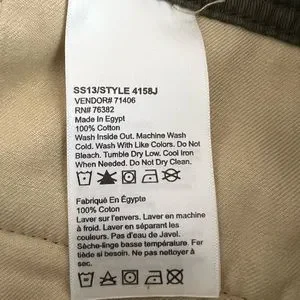 SS13/STYLE 4158J
VENDOR# 71406
RN# 76382
Made In Egypt
100% Cotton
Wash Inside Out. Machine Wash
Cold. Wash With Like Colors. Do Not
Bleach. Tumble Dry Low. Cool Iron
When Needed. Do Not Dry Clean.
Fabriqué En Égypte
100% Coton
Laver sur l'envers. Laver en machine
à froid. Laver en séparant les
couleurs. Pas d'eau de Javel.
Sèche-linge basse température. Fer
tiède si besoin. Ne pas nettoyer à
sec.